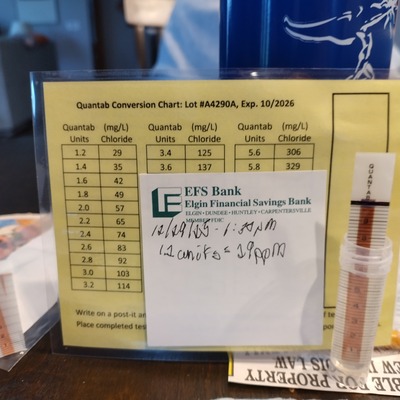 Quantab Conversion Chart: Lot #A4290A, Exp. 10/2026
Quantab Units (mg/L) Chloride Quantab Units (mg/L) Chloride Quantab Units (mg/L) Chloride
1.2 29 3.4 125 5.6 306
1.4 35 3.6 137 5.8 329
1.6 42
1.8 49
2.0 57
2.2 65
2.4 74
2.6 83
2.8 92
3.0 103
3.2 114
EFS Bank
Elgin Financial Savings Bank
ELGIN • DUNDEE • HUNTLEY • CARPENTERSVILLE
MEMBER FDIC
units = 29ppm
Write on a post-it
Place completed tes
QUANTAB
BLE FOR PROPERTY
NOIS LAW